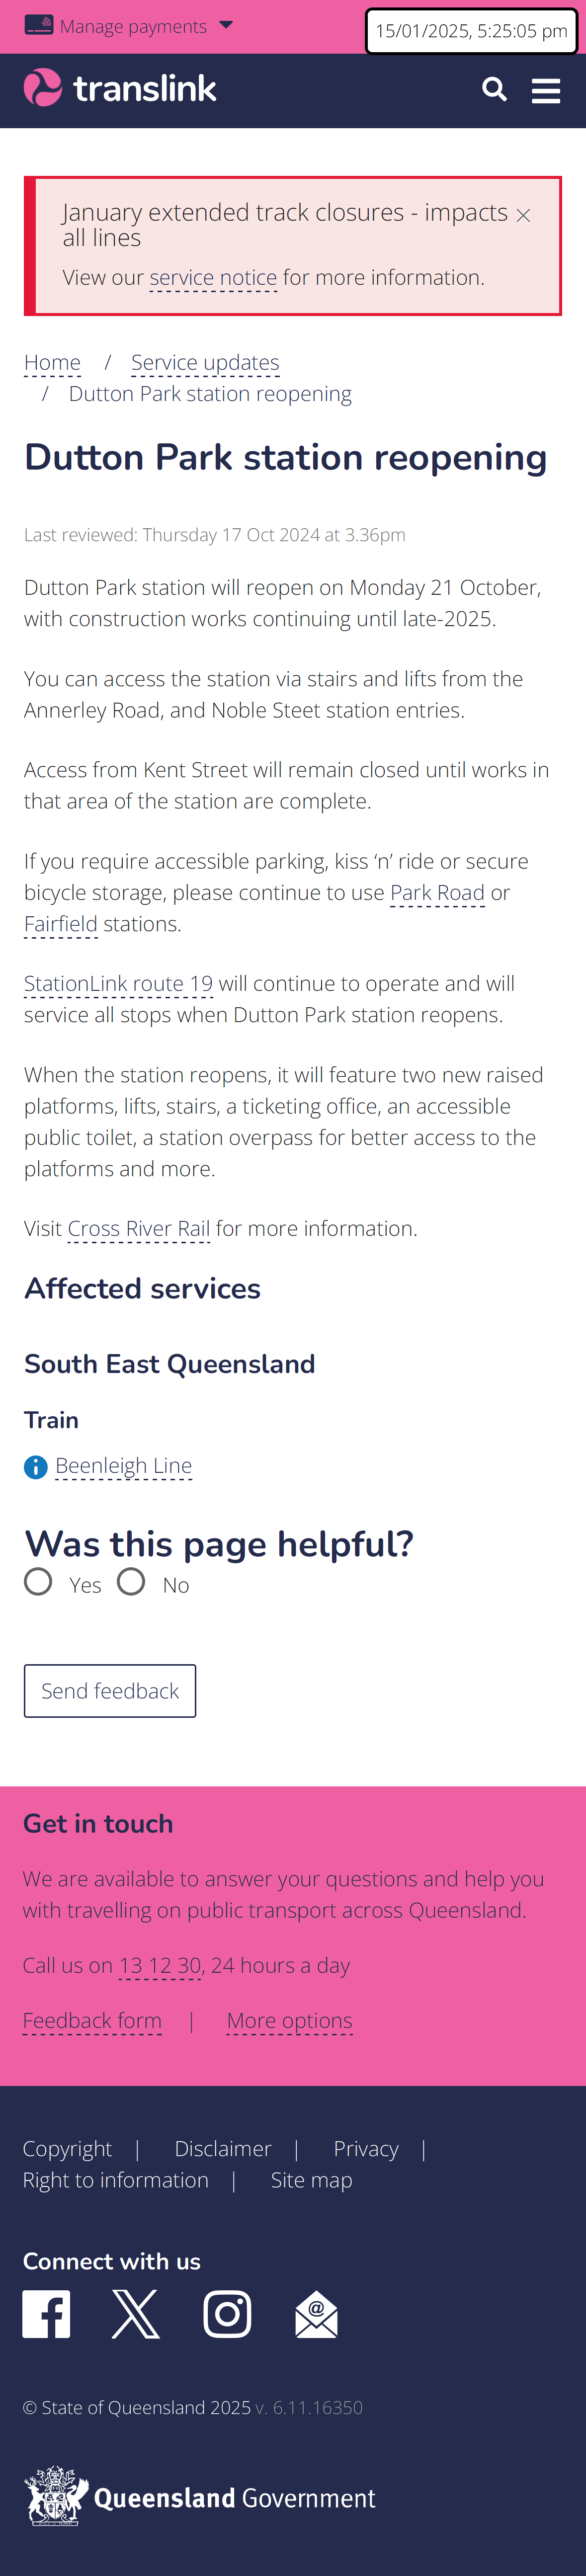 Manage payments
15/01/2025, 5:25:05 pm
translink
January extended track closures - impacts
all lines
View our service notice for more information.
Home / Service updates
/ Dutton Park station reopening
Dutton Park station reopening
Last reviewed: Thursday 17 Oct 2024 at 3.36pm
Dutton Park station will reopen on Monday 21 October,
with construction works continuing until late-2025.
You can access the station via stairs and lifts from the
Annerley Road, and Noble Steet station entries.
Access from Kent Street will remain closed until works in
that area of the station are complete.
If you require accessible parking, kiss ‘n’ ride or secure
bicycle storage, please continue to use Park Road or
Fairfield stations.
StationLink route 19 will continue to operate and will
service all stops when Dutton Park station reopens.
When the station reopens, it will feature two new raised
platforms, lifts, stairs, a ticketing office, an accessible
public toilet, a station overpass for better access to the
platforms and more.
Visit Cross River Rail for more information.
Affected services
South East Queensland
Train
Beenleigh Line
Was this page helpful?
Yes No
Send feedback
Get in touch
We are available to answer your questions and help you
with travelling on public transport across Queensland.
Call us on 13 12 30, 24 hours a day
Feedback form | More options
Copyright | Disclaimer | Privacy |
Right to information | Site map
Connect with us
© State of Queensland 2025 v. 6.11.16350
Queensland Government